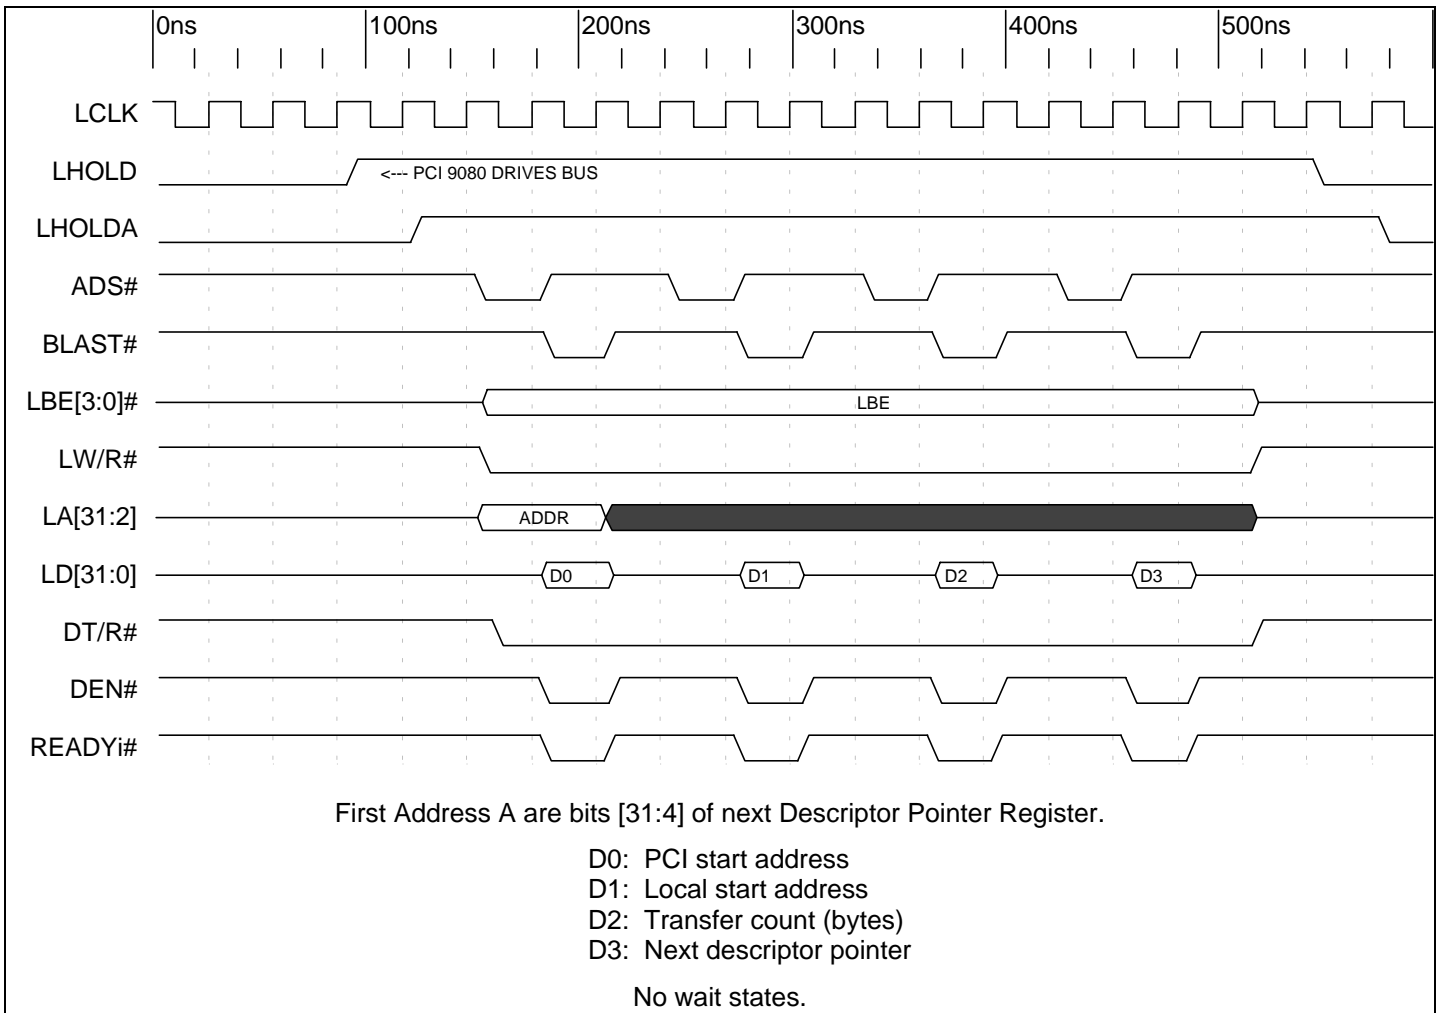 0ns 100ns 200ns 300ns 400ns 500ns
LCLK
LHOLD <--- PCI 9080 DRIVES BUS
LHOLDA
ADS#
BLAST#
LBE[3:0]# LBE
LW/R#
LA[31:2] ADDR
LD[31:0] D0 D1 D2 D3
DT/R#
DEN#
READYi#
First Address A are bits [31:4] of next Descriptor Pointer Register.
D0: PCI start address
D1: Local start address
D2: Transfer count (bytes)
D3: Next descriptor pointer
No wait states.